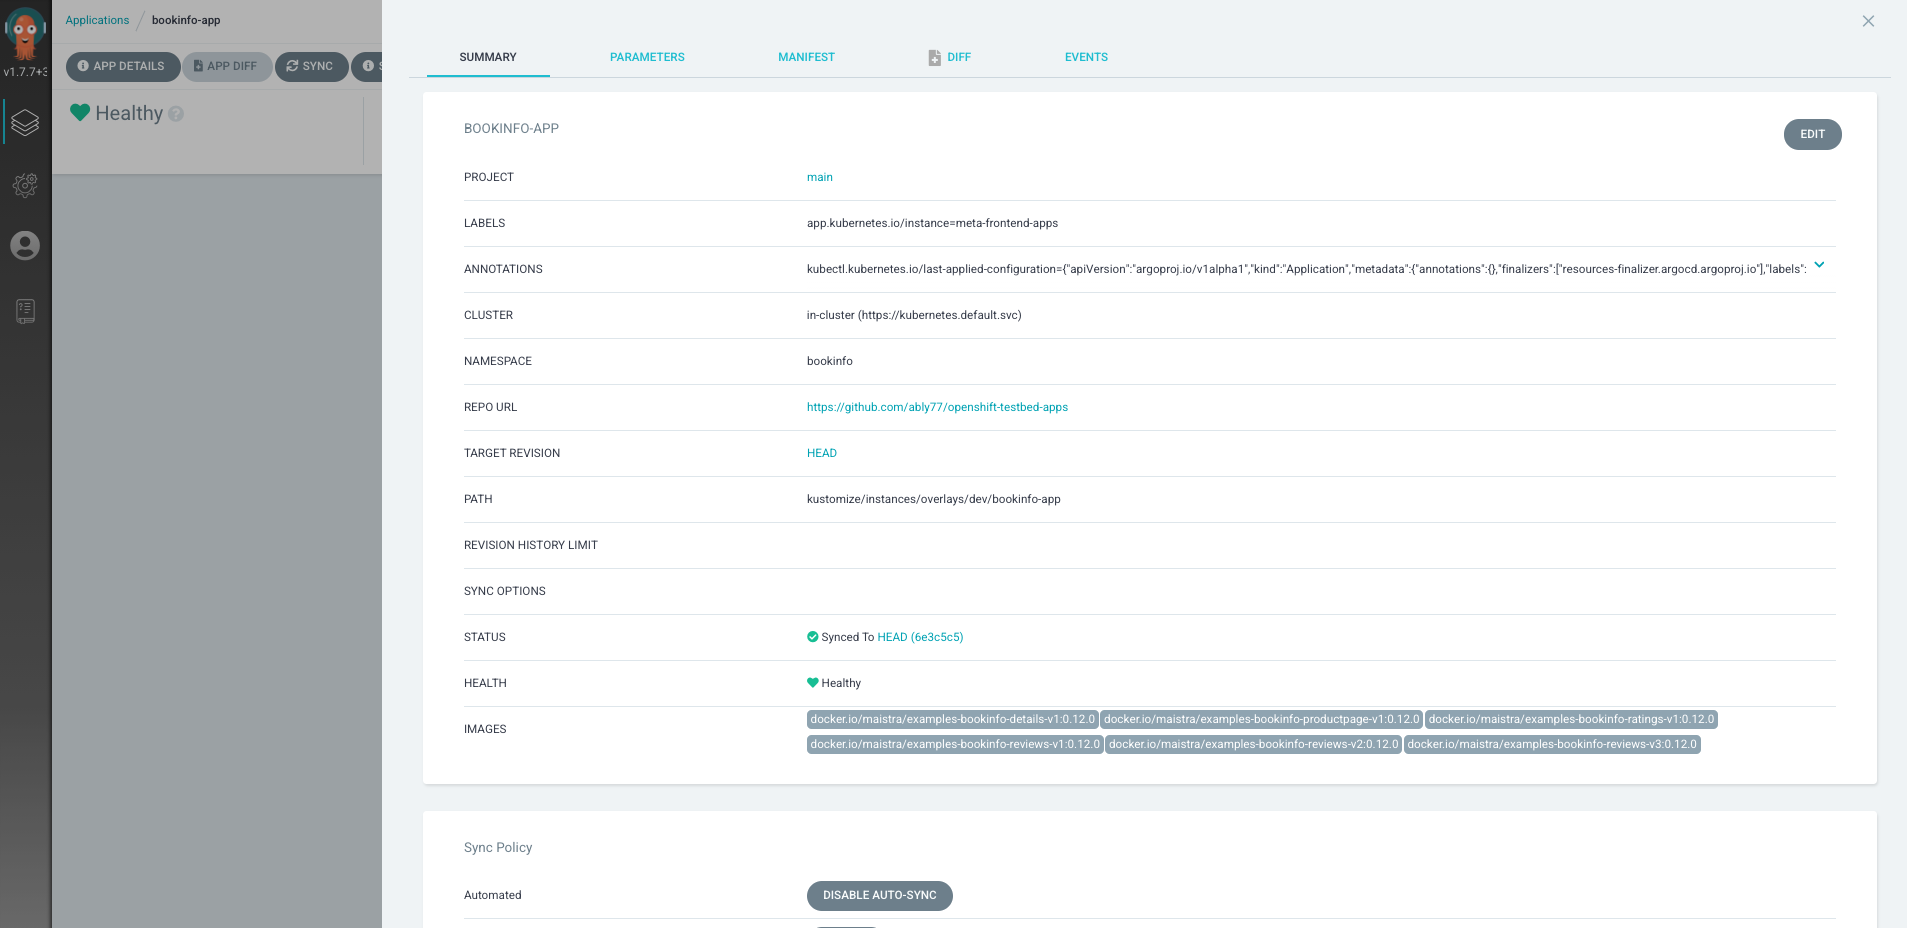 Applications / bookinfo-app
v1.7.7+3
APP DETAILS
APP DIFF
SYNC
S
Healthy
SUMMARY
PARAMETERS
MANIFEST
DIFF
EVENTS
BOOKINFO-APP
EDIT
PROJECT main
LABELS app.kubernetes.io/instance=meta-frontend-apps
ANNOTATIONS kubectl.kubernetes.io/last-applied-configuration={"apiVersion":"argoproj.io/v1alpha1","kind":"Application","metadata":{"annotations":{},"finalizers":["resources-finalizer.argocd.argoproj.io"],"labels":
CLUSTER in-cluster (https://kubernetes.default.svc)
NAMESPACE bookinfo
REPO URL https://github.com/ably77/openshift-testbed-apps
TARGET REVISION HEAD
PATH kustomize/instances/overlays/dev/bookinfo-app
REVISION HISTORY LIMIT
SYNC OPTIONS
STATUS Synced To HEAD (6e3c5c5)
HEALTH Healthy
IMAGES docker.io/maistra/examples-bookinfo-details-v1:0.12.0 docker.io/maistra/examples-bookinfo-productpage-v1:0.12.0 docker.io/maistra/examples-bookinfo-ratings-v1:0.12.0
docker.io/maistra/examples-bookinfo-reviews-v1:0.12.0 docker.io/maistra/examples-bookinfo-reviews-v2:0.12.0 docker.io/maistra/examples-bookinfo-reviews-v3:0.12.0
Sync Policy
Automated DISABLE AUTO-SYNC